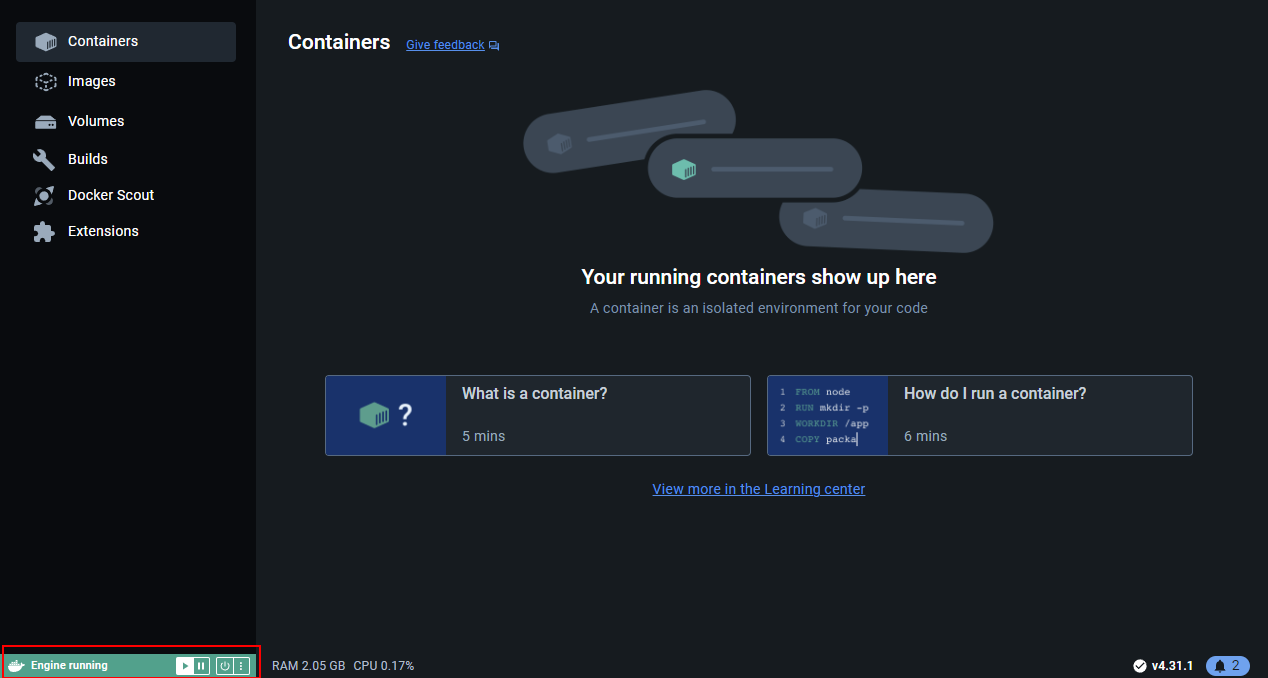 Containers
Images
Volumes
Builds
Docker Scout
Extensions
Containers Give feedback
Your running containers show up here
A container is an isolated environment for your code
?
What is a container?
5 mins
1 FROM node
2 RUN mkdir -p
3 WORKDIR /app
4 COPY packa
How do I run a container?
6 mins
View more in the Learning center
Engine running
RAM 2.05 GB CPU 0.17%
v4.31.1
2